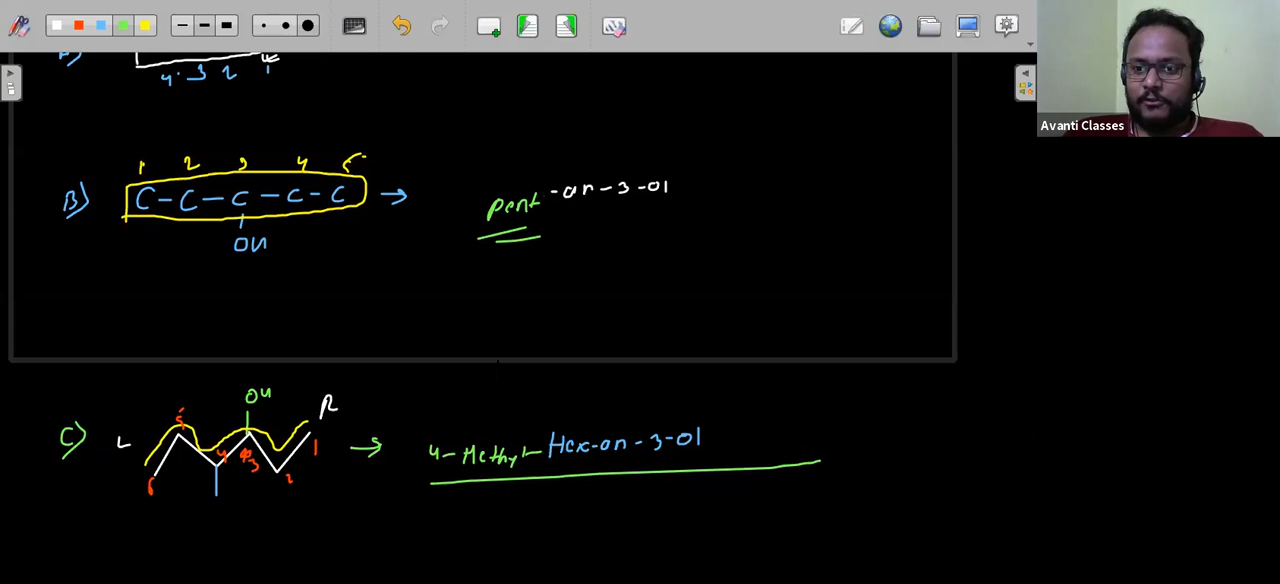 Avanti Classes
4 3 2 1
1 2 3 4 5
B) C - C - C - C - C → pent -an-3-ol
OH
OH
C) L R → 4-Methyl-Hex-an-3-ol
6 5 4 3 2 1